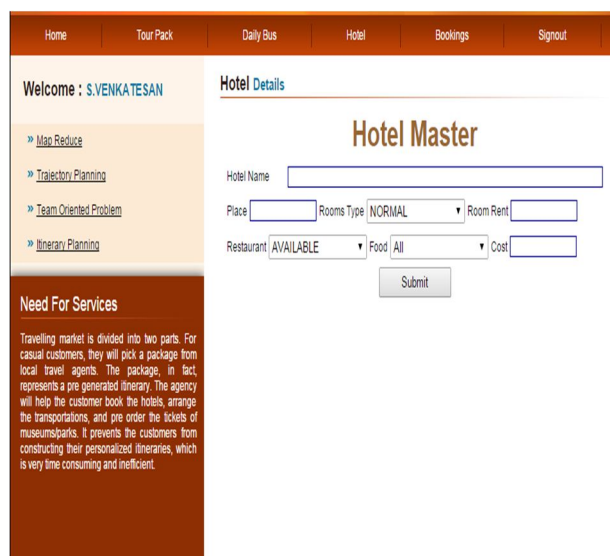 Home Tour Pack Daily Bus Hotel Bookings Signout
Welcome : S.VENKATESAN
» Map Reduce
» Trajectory Planning
» Team Oriented Problem
» Itinerary Planning
Need For Services
Travelling market is divided into two parts. For
casual customers, they will pick a package from
local travel agents. The package, in fact,
represents a pre generated itinerary. The agency
will help the customer book the hotels, arrange
the transportations, and pre order the tickets of
museums/parks. It prevents the customers from
constructing their personalized itineraries, which
is very time consuming and inefficient.
Hotel Details
Hotel Master
Hotel Name
Place Rooms Type NORMAL Room Rent
Restaurant AVAILABLE Food All Cost
Submit